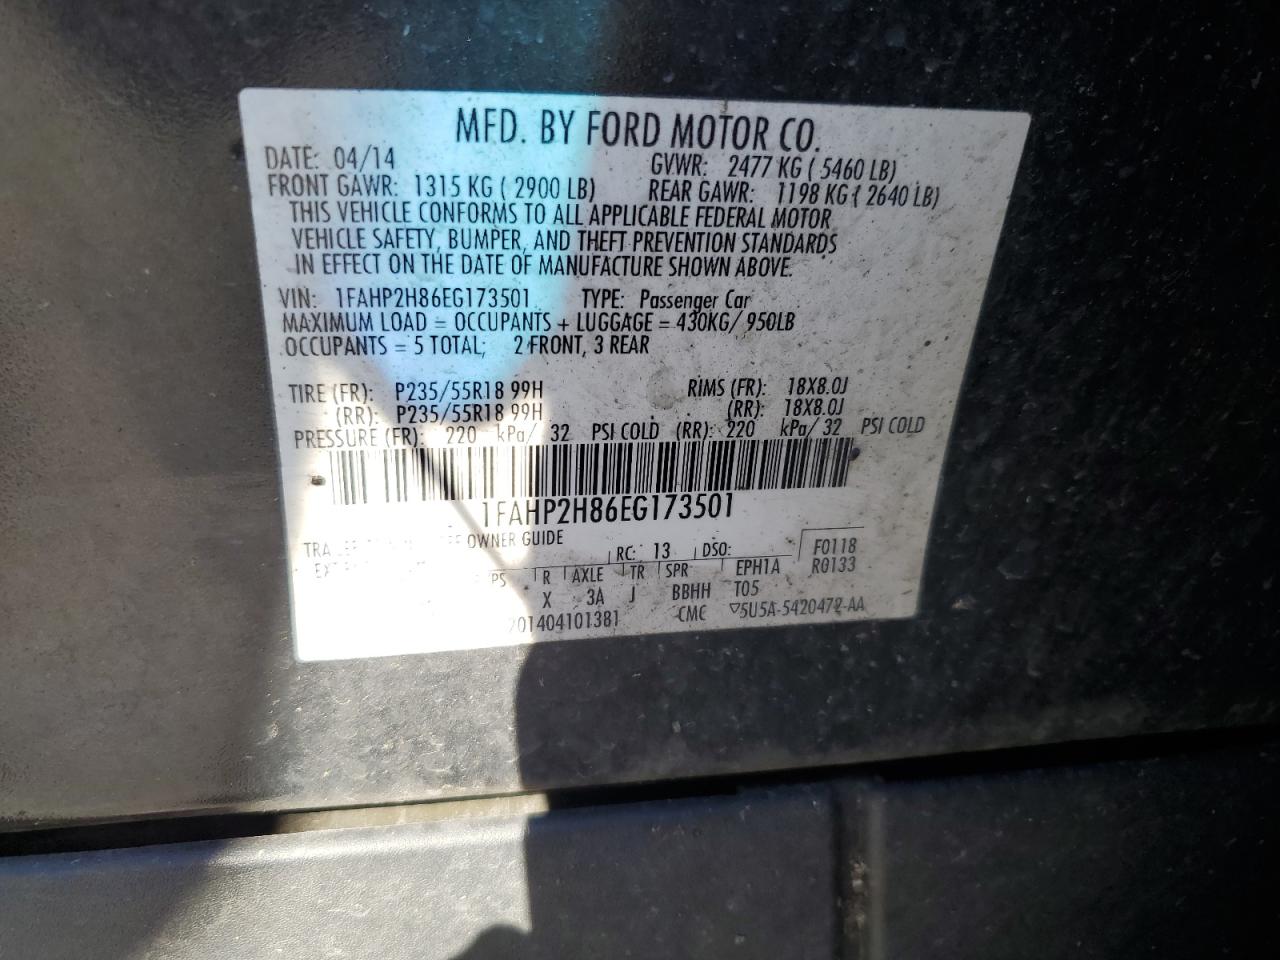 MFD. BY FORD MOTOR CO.
DATE: 04/14 GVWR: 2477 KG ( 5460 LB)
FRONT GAWR: 1315 KG ( 2900 LB) REAR GAWR: 1198 KG ( 2640 LB)
THIS VEHICLE CONFORMS TO ALL APPLICABLE FEDERAL MOTOR
VEHICLE SAFETY, BUMPER, AND THEFT PREVENTION STANDARDS
IN EFFECT ON THE DATE OF MANUFACTURE SHOWN ABOVE.
VIN: 1FAHP2H86EG173501 TYPE: Passenger Car
MAXIMUM LOAD = OCCUPANTS + LUGGAGE = 430KG/ 950LB
OCCUPANTS = 5 TOTAL; 2 FRONT, 3 REAR
TIRE (FR): P235/55R18 99H RIMS (FR): 18X8.0J
(RR): P235/55R18 99H (RR): 18X8.0J
PRESSURE (FR): 220 kPa/ 32 PSI COLD (RR): 220 kPa/ 32 PSI COLD
1FAHP2H86EG173501
OWNER GUIDE
RC: 13 DSO: F0118
R AXLE TR SPR EPH1A R0133
X 3A J BBHH T05
201404101381 CMC ▽5U5A-5420472-AA